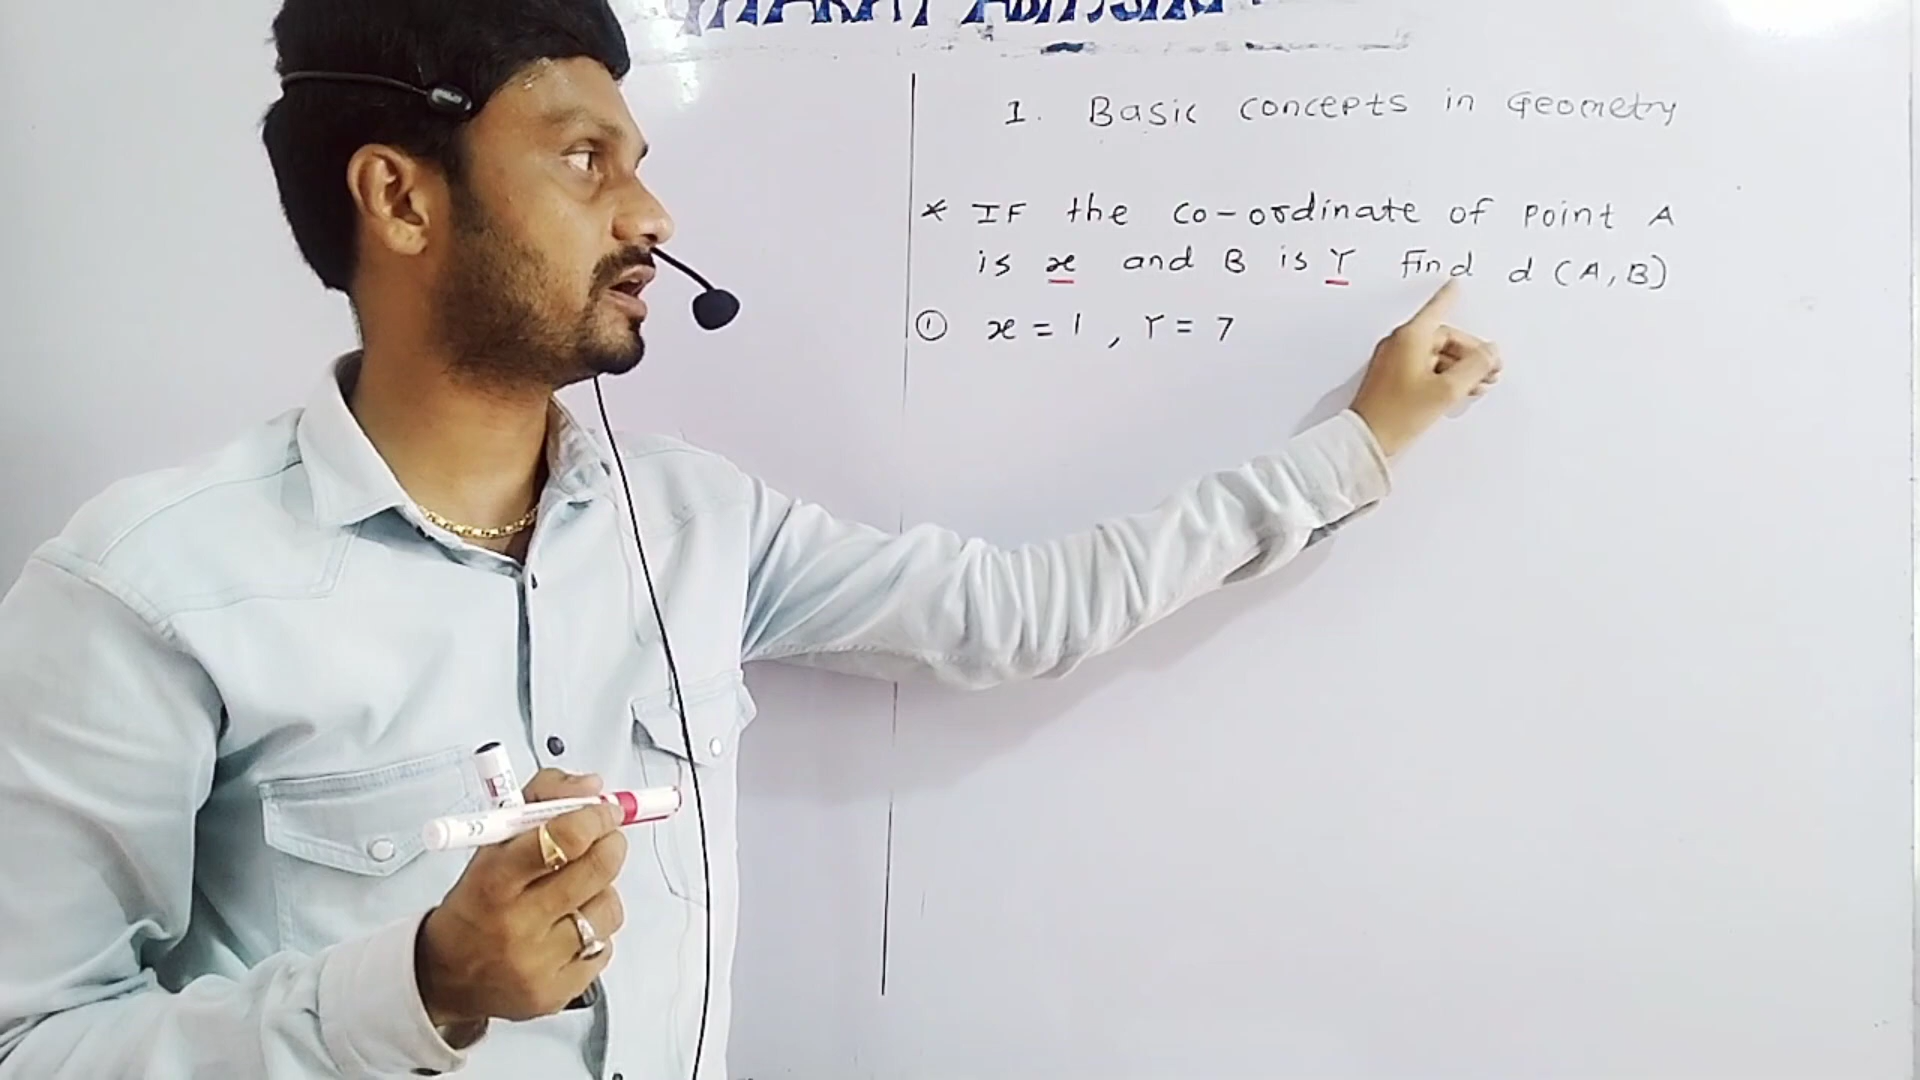 1. Basic concepts in Geometry
* IF the co-ordinate of point A
is x and B is Y find d (A, B)
① x = 1 , Y = 7